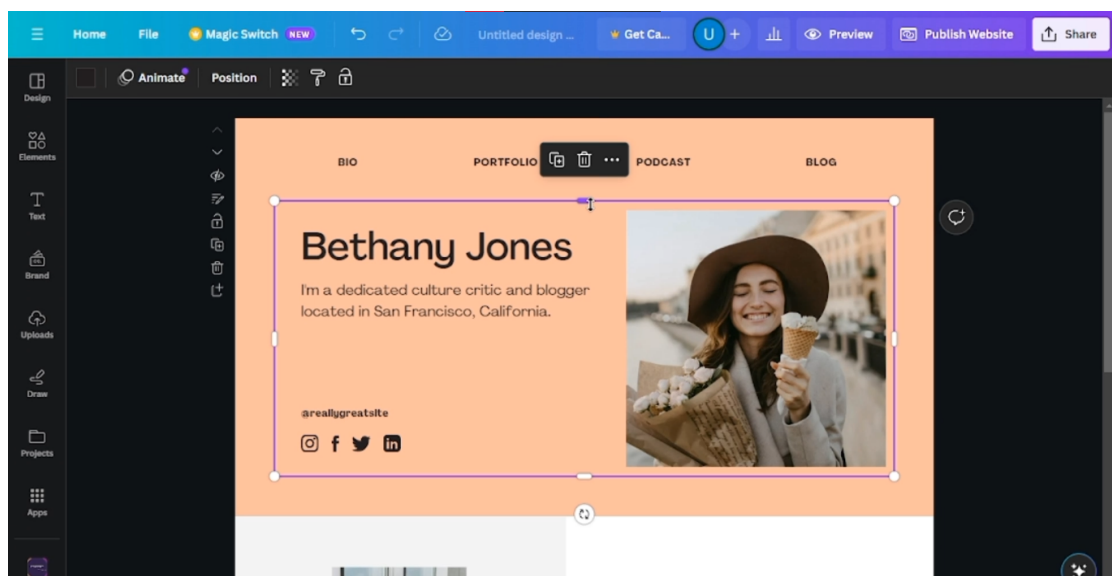 Home File Magic Switch NEW Untitled design ... Get Ca... U + Preview Publish Website Share
Design
Animate Position
Elements
Text
Brand
Uploads
Draw
Projects
Apps
BIO PORTFOLIO PODCAST BLOG
Bethany Jones
I'm a dedicated culture critic and blogger
located in San Francisco, California.
@reallygreatsite